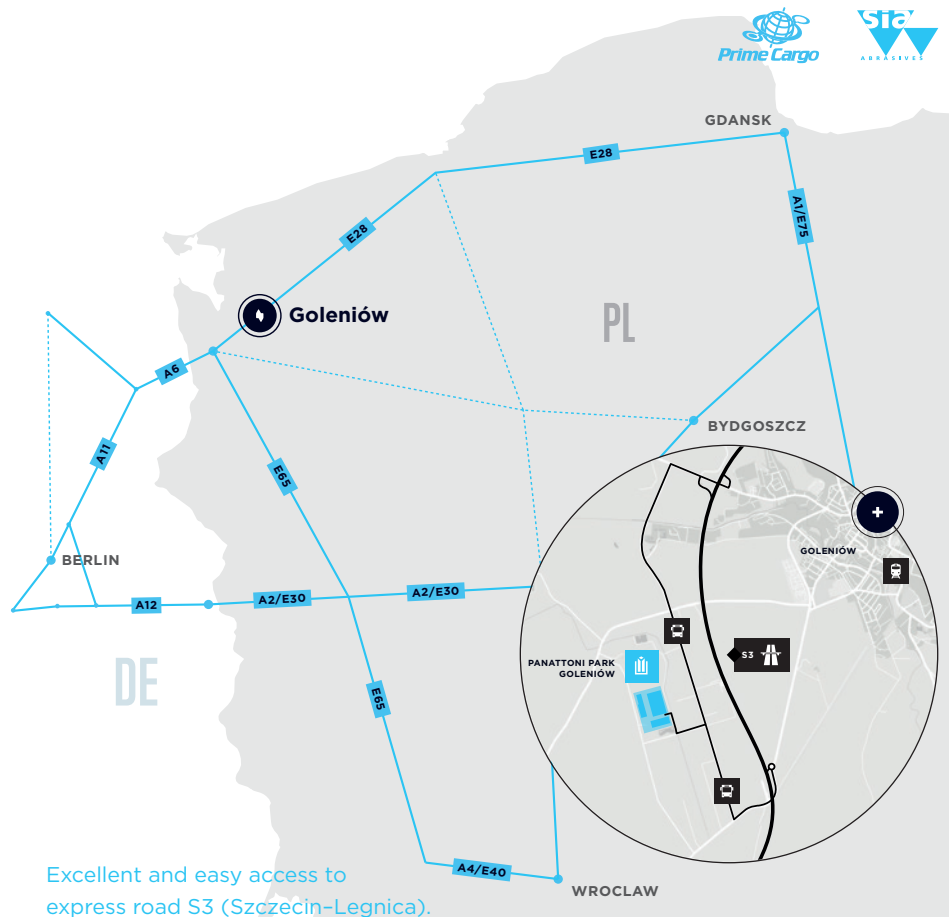 sia
Prime Cargo
ABRASIVES
GDANSK
E28
A1/E75
E28
Goleniów
PL
A6
BYDGOSZCZ
A11
E65
GOLENIÓW
BERLIN
A2/E30
A2/E30
A12
S3
PANATTONI PARK
GOLENIÓW
DE
E65
A4/E40
WROCLAW
Excellent and easy access to
express road S3 (Szczecin–Legnica).